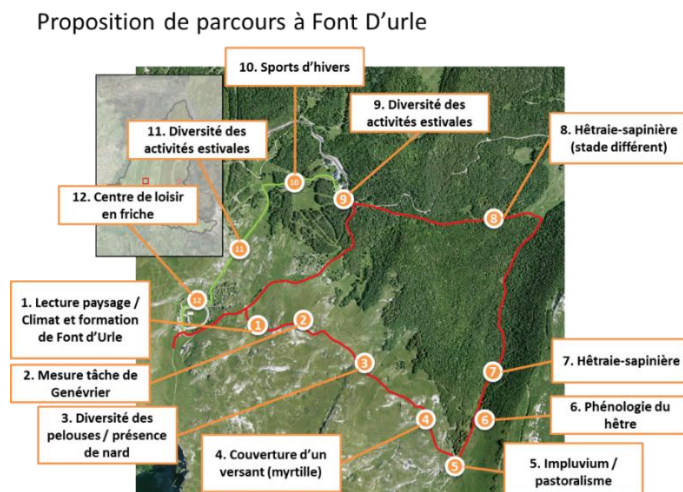 Proposition de parcours à Font D'urle
10. Sports d'hivers
9. Diversité des
activités estivales
11. Diversité des
activités estivales
8. Hêtraie-sapinière
(stade différent)
12. Centre de loisir
en friche
1. Lecture paysage /
Climat et formation
de Font d'Urle
2. Mesure tâche de
Genévrier
3. Diversité des
pelouses / présence
de nard
4. Couverture d'un
versant (myrtille)
5. Impluvium /
pastoralisme
6. Phénologie du
hêtre
7. Hêtraie-sapinière
10
9
8
11
12
1
2
3
7
4
6
5